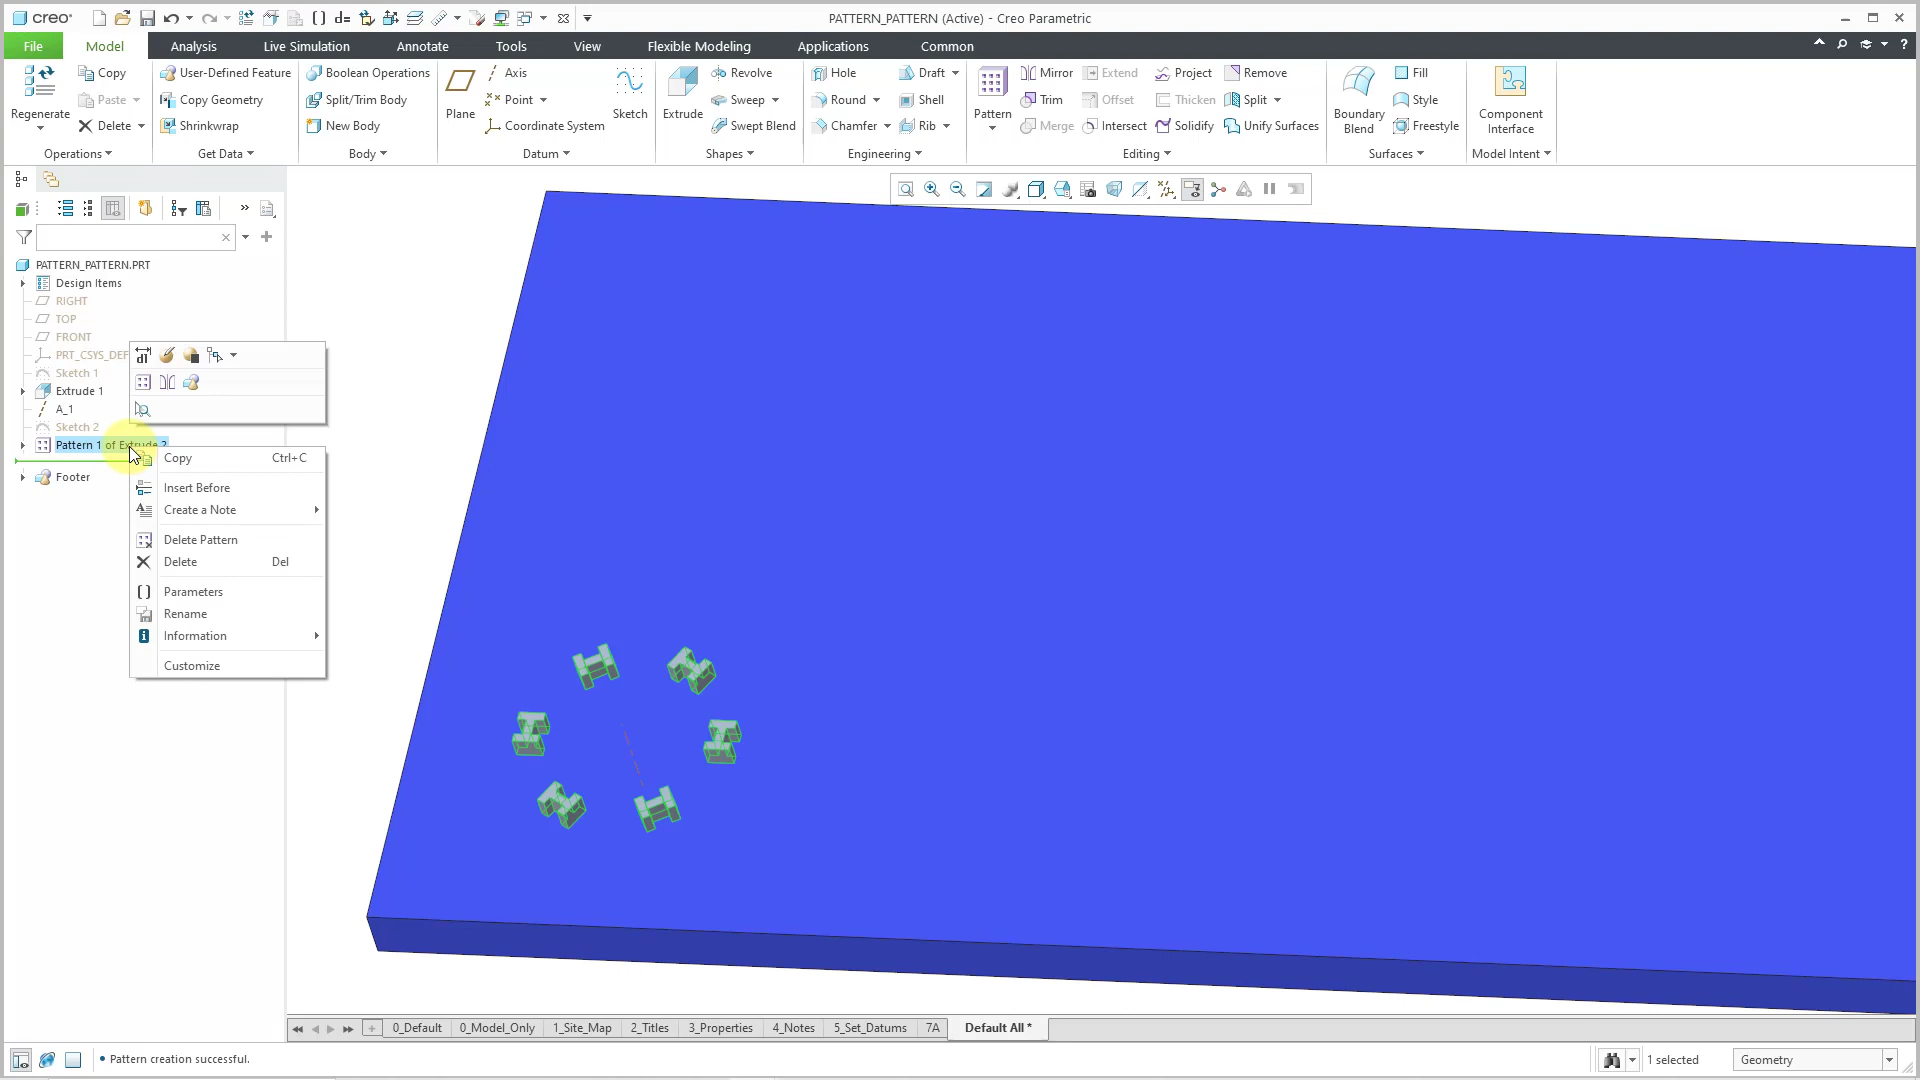 creo
PATTERN_PATTERN (Active) - Creo Parametric
File Model Analysis Live Simulation Annotate Tools View Flexible Modeling Applications Common
Regenerate
Copy
Paste
Delete
Operations
User-Defined Feature
Copy Geometry
Shrinkwrap
Get Data
Boolean Operations
Split/Trim Body
New Body
Body
Plane
Axis
Point
Coordinate System
Sketch
Datum
Extrude
Revolve
Sweep
Swept Blend
Shapes
Hole
Round
Chamfer
Draft
Shell
Rib
Engineering
Pattern
Mirror
Trim
Merge
Extend
Offset
Intersect
Project
Thicken
Solidify
Remove
Split
Unify Surfaces
Editing
Boundary
Blend
Fill
Style
Freestyle
Surfaces
Component
Interface
Model Intent
PATTERN_PATTERN.PRT
Design Items
RIGHT
TOP
FRONT
PRT_CSYS_DEF
Sketch 1
Extrude 1
A_1
Sketch 2
Pattern 1 of Extrude 2
Footer
Copy Ctrl+C
Insert Before
Create a Note
Delete Pattern
Delete Del
Parameters
Rename
Information
Customize
0_Default 0_Model_Only 1_Site_Map 2_Titles 3_Properties 4_Notes 5_Set_Datums 7A Default All *
• Pattern creation successful.
1 selected
Geometry